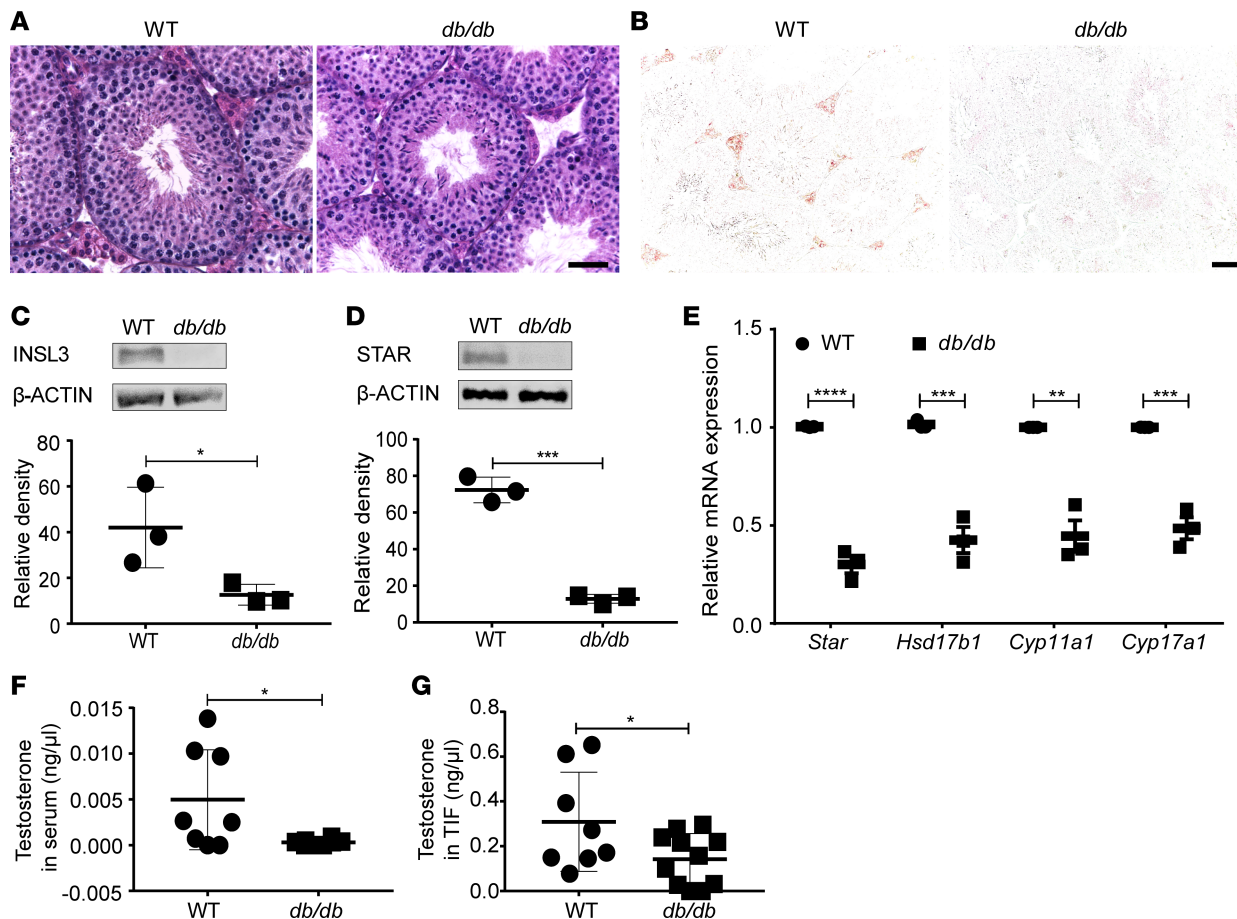 A
WT
db/db
B
WT
db/db
C
WT
db/db
INSL3
β-ACTIN
80
60
40
20
0
Relative density
*
WT
db/db
D
WT
db/db
STAR
β-ACTIN
100
80
60
40
20
0
Relative density
***
WT
db/db
E
1.5
1.0
0.5
0.0
Relative mRNA expression
WT
db/db
****
***
**
***
Star
Hsd17b1
Cyp11a1
Cyp17a1
F
0.015
0.010
0.005
0.000
-0.005
Testosterone
in serum (ng/µl)
*
WT
db/db
G
0.8
0.6
0.4
0.2
0.0
Testosterone
in TIF (ng/µl)
*
WT
db/db